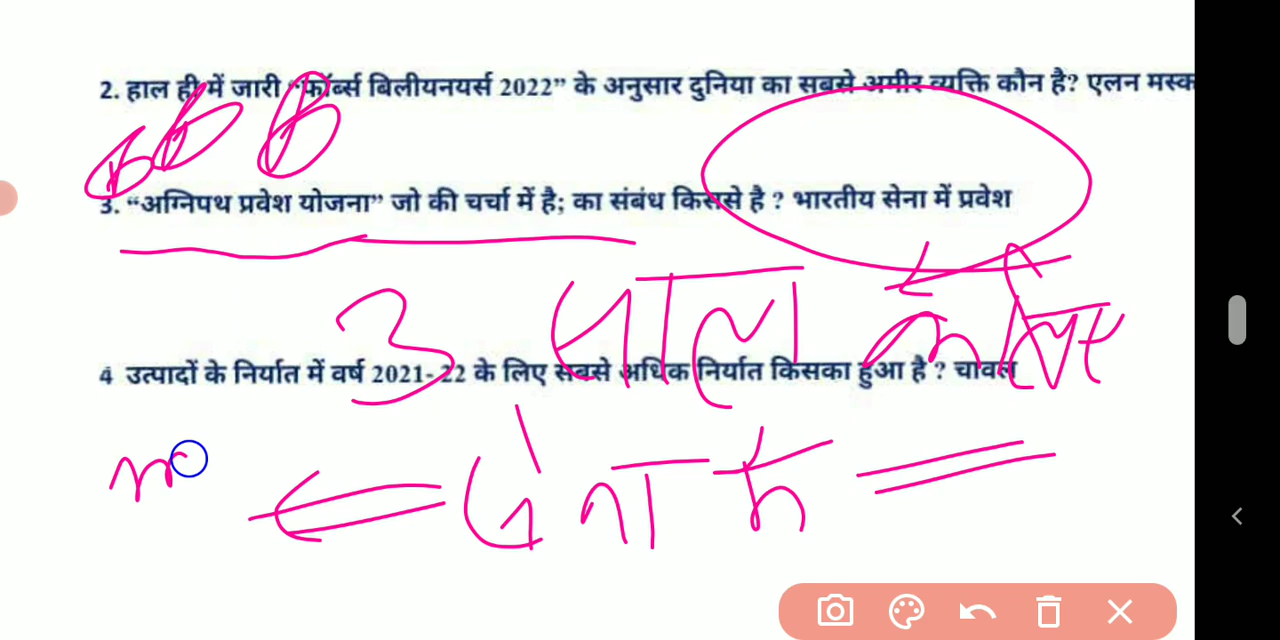 2. हाल ही में जारी “फॉर्ब्स बिलीयनयर्स 2022” के अनुसार दुनिया का सबसे अमीर व्यक्ति कौन है? एलन मस्क
3. “अग्निपथ प्रवेश योजना” जो की चर्चा में है; का संबंध किससे है ? भारतीय सेना में प्रवेश
3 साल के लिए
4 उत्पादों के निर्यात में वर्ष 2021-22 के लिए सबसे अधिक निर्यात किसका हुआ है ? चावल